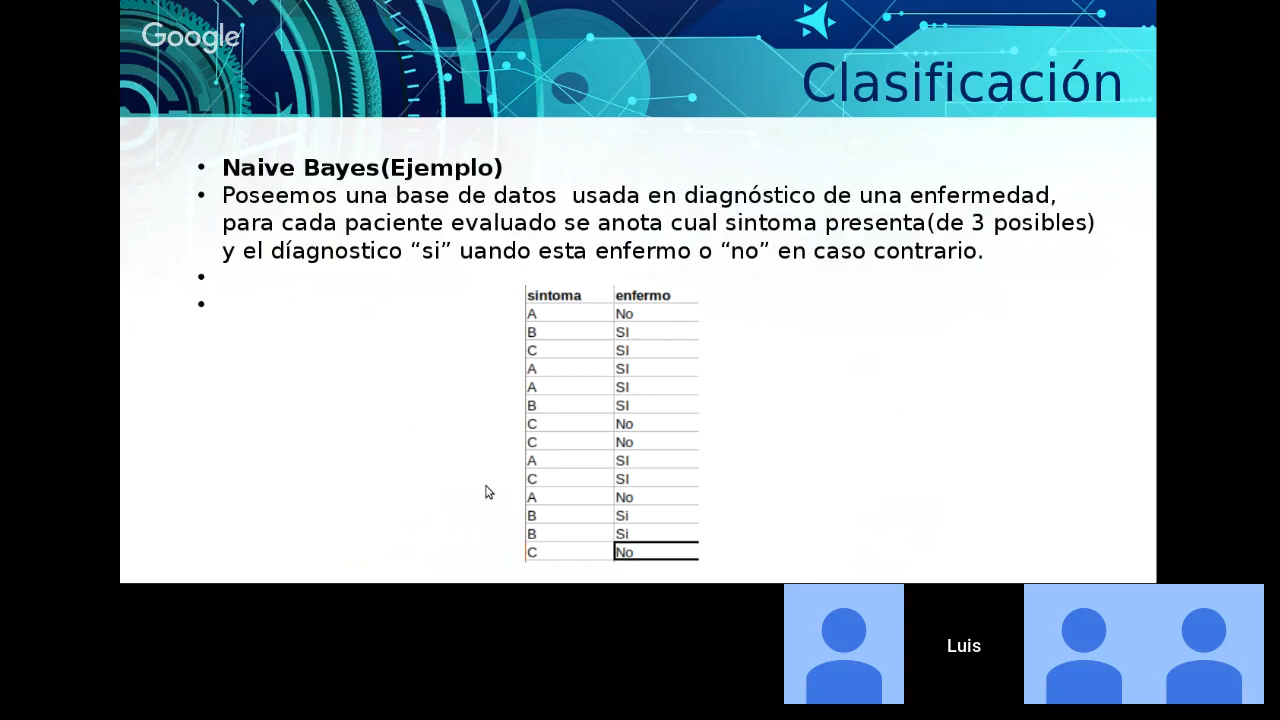 Google
Clasificación
• Naive Bayes(Ejemplo)
• Poseemos una base de datos  usada en diagnóstico de una enfermedad,
para cada paciente evaluado se anota cual sintoma presenta(de 3 posibles)
y el díagnostico “si” uando esta enfermo o “no” en caso contrario.
•
•
sintoma enfermo
A No
B SI
C SI
A SI
A SI
B SI
C No
C No
A SI
C SI
A No
B Si
B Si
C No
Luis